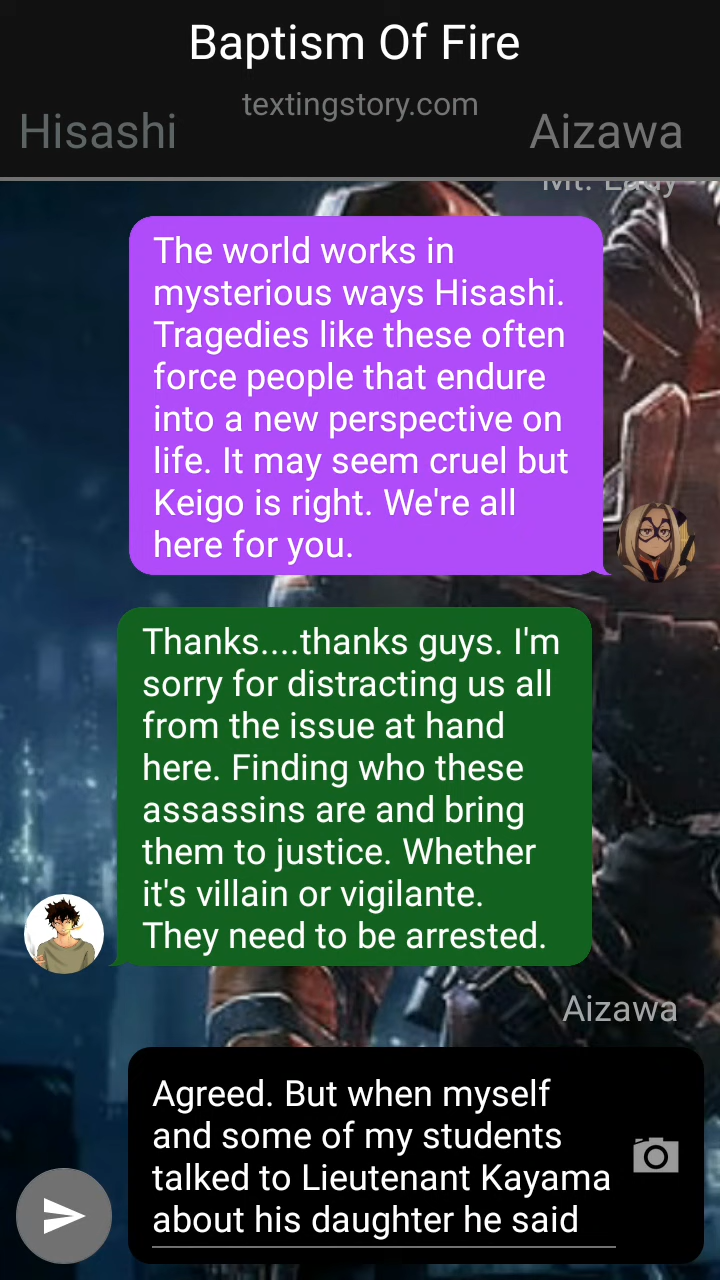 Baptism Of Fire
textingstory.com
Hisashi
Aizawa
Mt. Lady
The world works in
mysterious ways Hisashi.
Tragedies like these often
force people that endure
into a new perspective on
life. It may seem cruel but
Keigo is right. We're all
here for you.
Thanks....thanks guys. I'm
sorry for distracting us all
from the issue at hand
here. Finding who these
assassins are and bring
them to justice. Whether
it's villain or vigilante.
They need to be arrested.
Aizawa
Agreed. But when myself
and some of my students
talked to Lieutenant Kayama
about his daughter he said